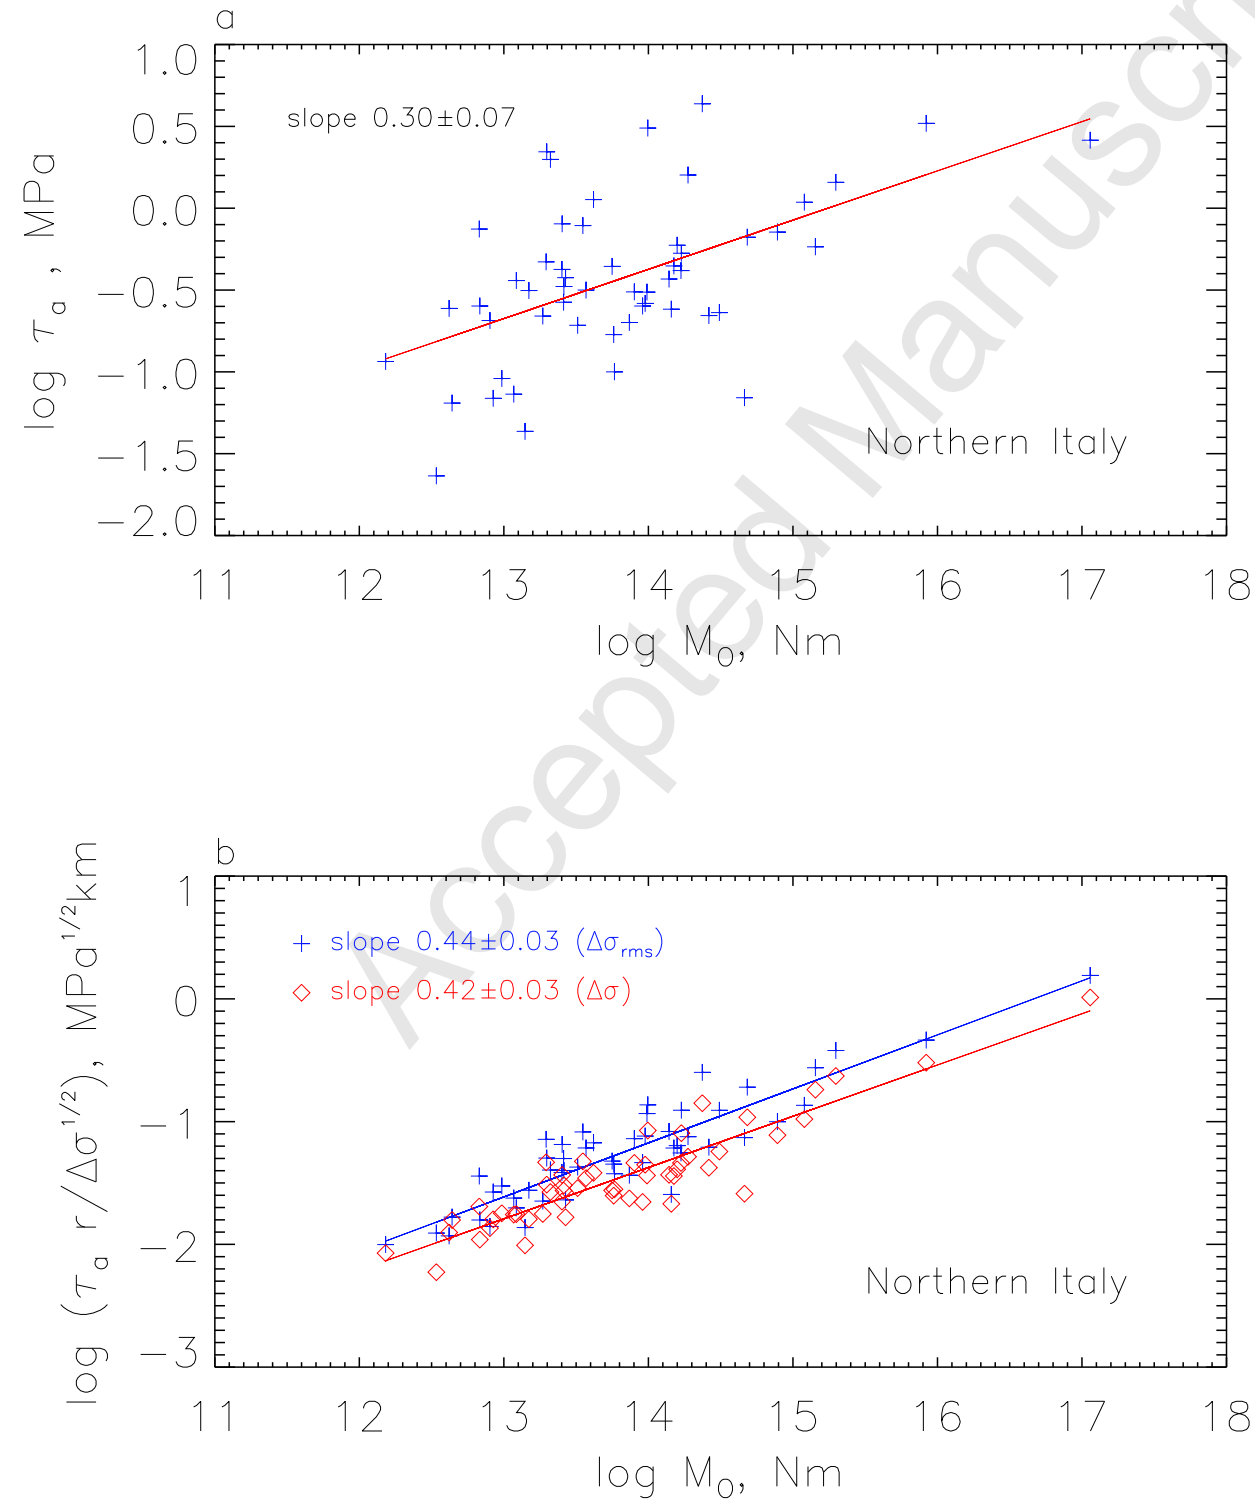 a
1.0
0.5
0.0
−0.5
−1.0
−1.5
−2.0
log τa , MPa
slope 0.30±0.07
Northern Italy
11 12 13 14 15 16 17 18
log M0, Nm
Accepted Manuscri
b
1
0
−1
−2
−3
log (τa r/Δσ1/2), MPa1/2km
slope 0.44±0.03 (Δσrms)
slope 0.42±0.03 (Δσ)
Northern Italy
11 12 13 14 15 16 17 18
log M0, Nm